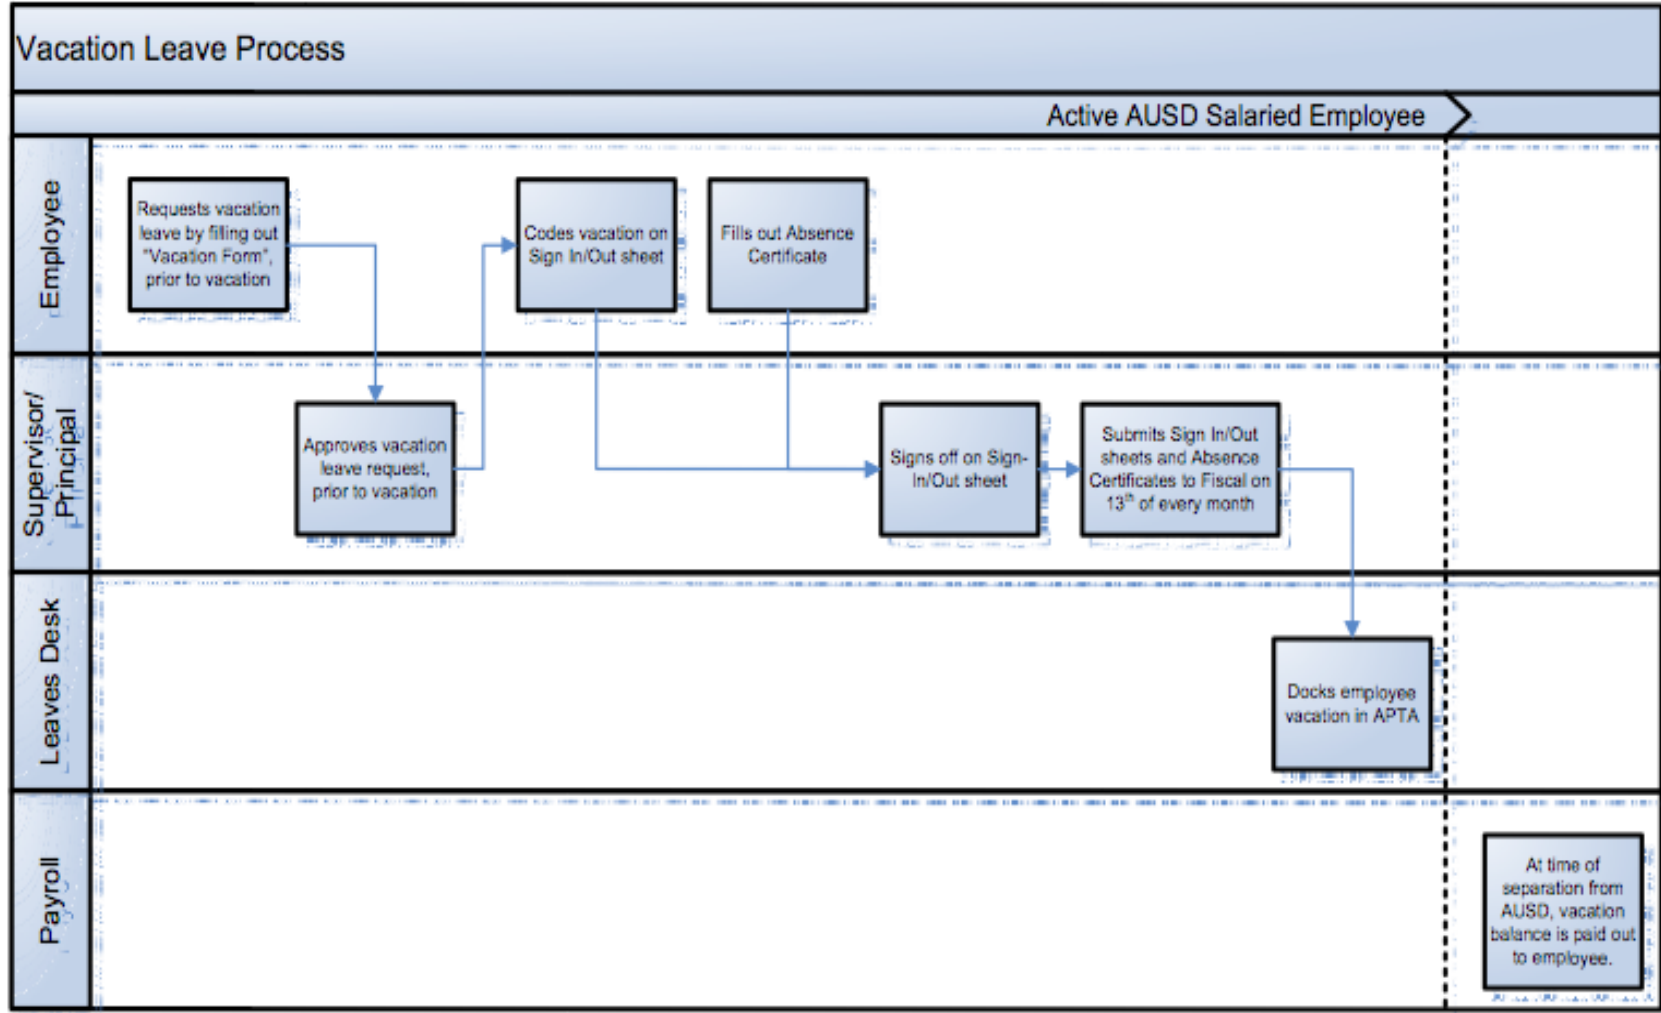 Vacation Leave Process
Active AUSD Salaried Employee
Employee
Requests vacation
leave by filling out
"Vacation Form",
prior to vacation
Codes vacation on
Sign In/Out sheet
Fills out Absence
Certificate
Supervisor/
Principal
Approves vacation
leave request,
prior to vacation
Signs off on Sign-
In/Out sheet
Submits Sign In/Out
sheets and Absence
Certificates to Fiscal on
13th of every month
Leaves Desk
Docks employee
vacation in APTA
Payroll
At time of
separation from
AUSD, vacation
balance is paid out
to employee.